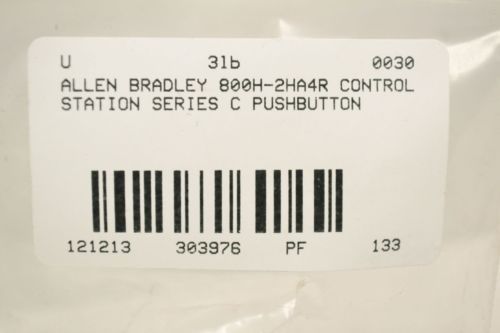 U 31b 0030
ALLEN BRADLEY 800H-2HA4R CONTROL
STATION SERIES C PUSHBUTTON
121213 303976 PF 133